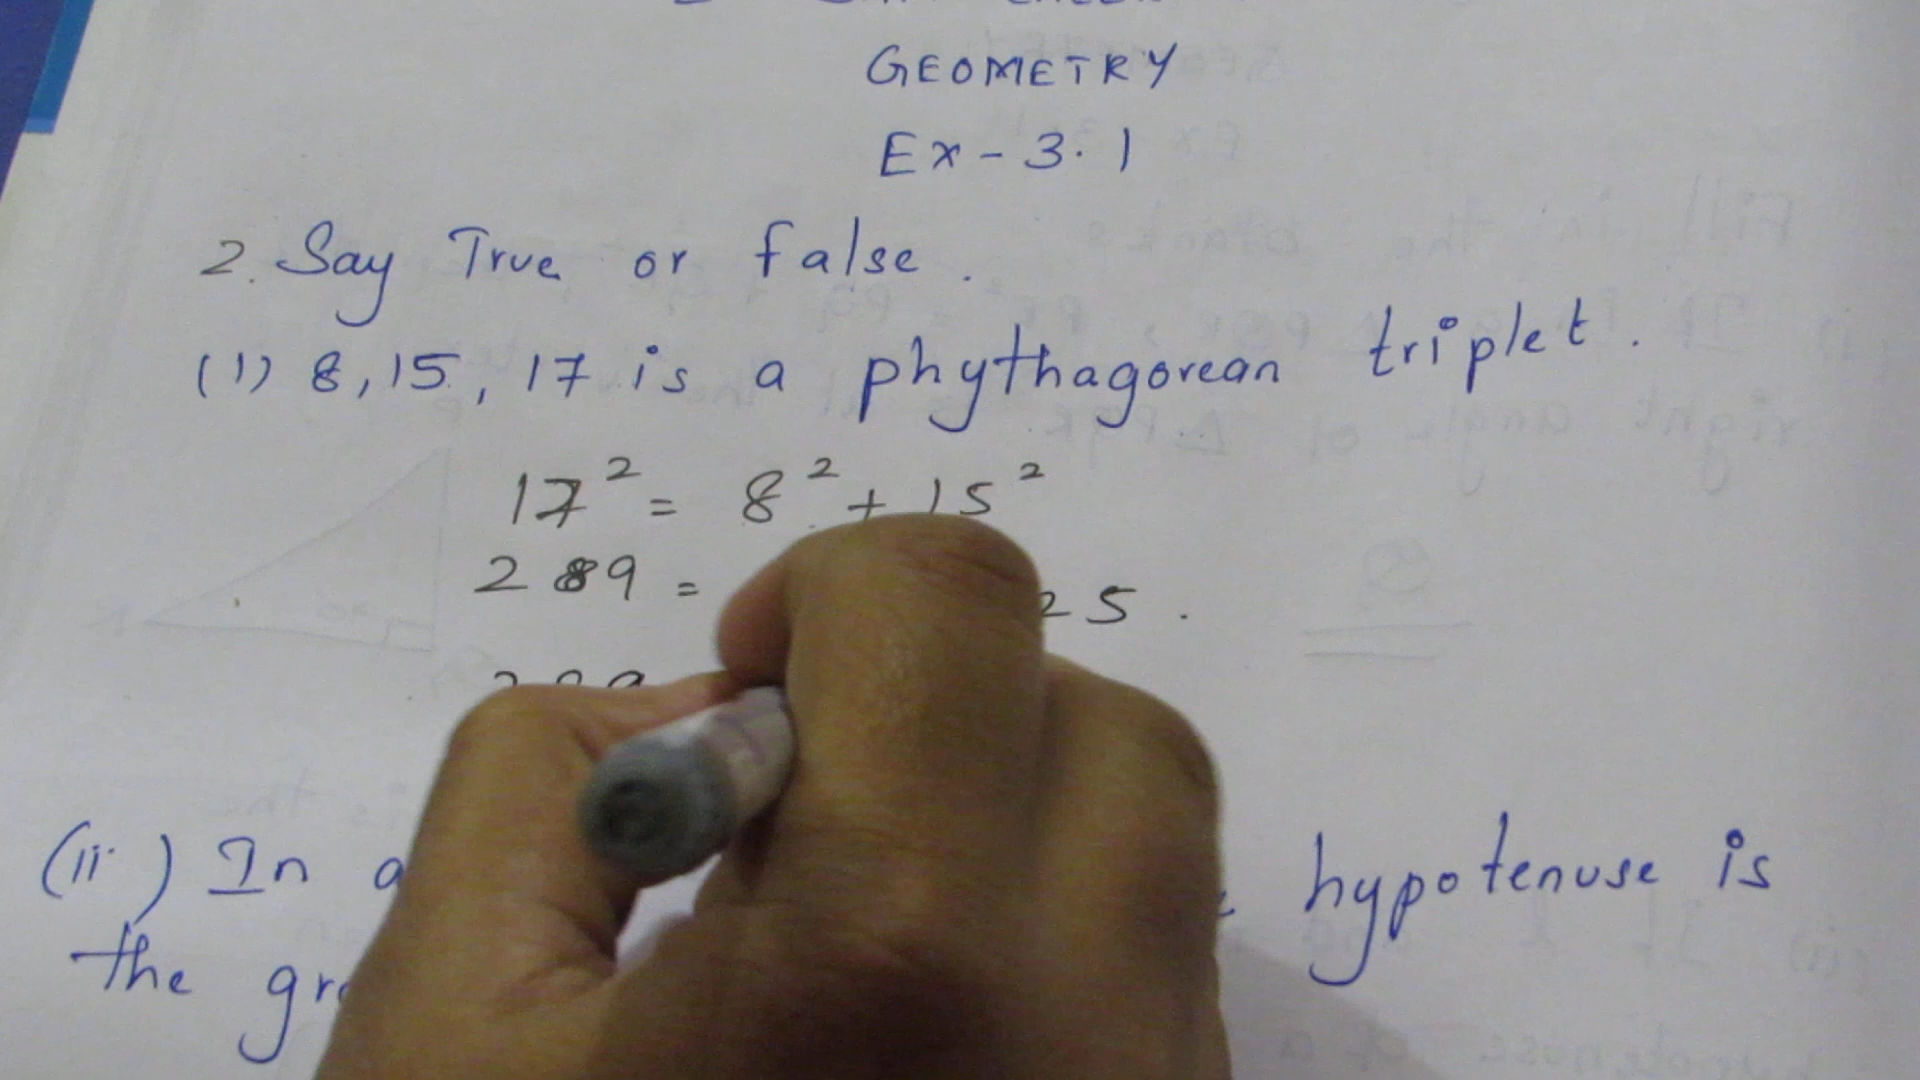 GEOMETRY
Ex - 3.1
2. Say True or false.
(1) 8, 15, 17 is a phythagorean triplet.
17² = 8² + 15²
289 = 25.
(ii) In a hypotenuse is
the